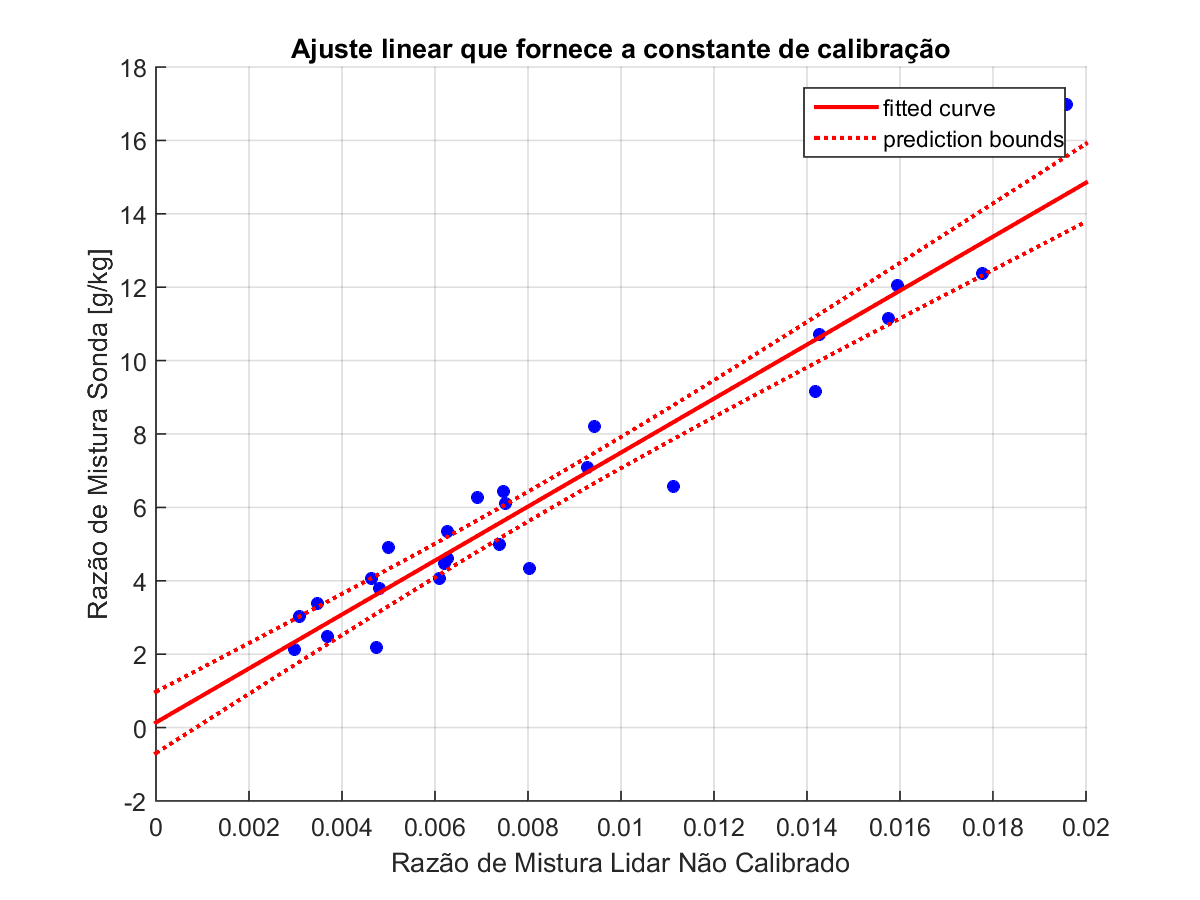 Ajuste linear que fornece a constante de calibração
fitted curve
prediction bounds
18
16
14
12
10
8
6
4
2
0
-2
Razão de Mistura Sonda [g/kg]
0 0.002 0.004 0.006 0.008 0.01 0.012 0.014 0.016 0.018 0.02
Razão de Mistura Lidar Não Calibrado